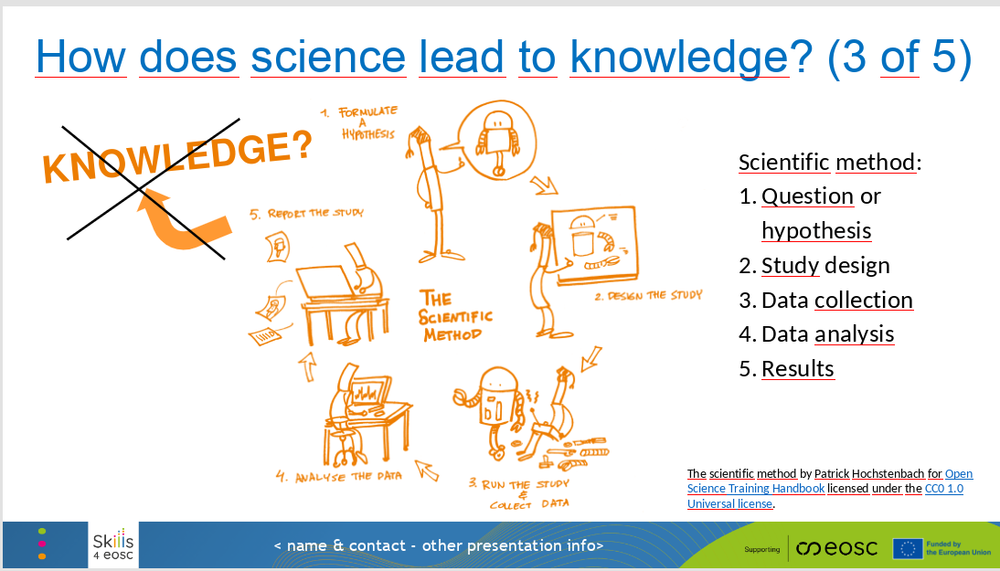 How does science lead to knowledge? (3 of 5)
KNOWLEDGE?
1. FORMULATE
A
HYPOTHESIS
2. DESIGN THE STUDY
3. RUN THE STUDY
&
COLLECT DATA
4. ANALYSE THE DATA
5. REPORT THE STUDY
THE
SCIENTIFIC
METHOD
Scientific method:
1. Question or
hypothesis
2. Study design
3. Data collection
4. Data analysis
5. Results
The scientific method by Patrick Hochstenbach for Open
Science Training Handbook licensed under the CC0 1.0
Universal license.
Skills
4 eosc
< name & contact - other presentation info>
Supporting
eosc
Funded by
the European Union